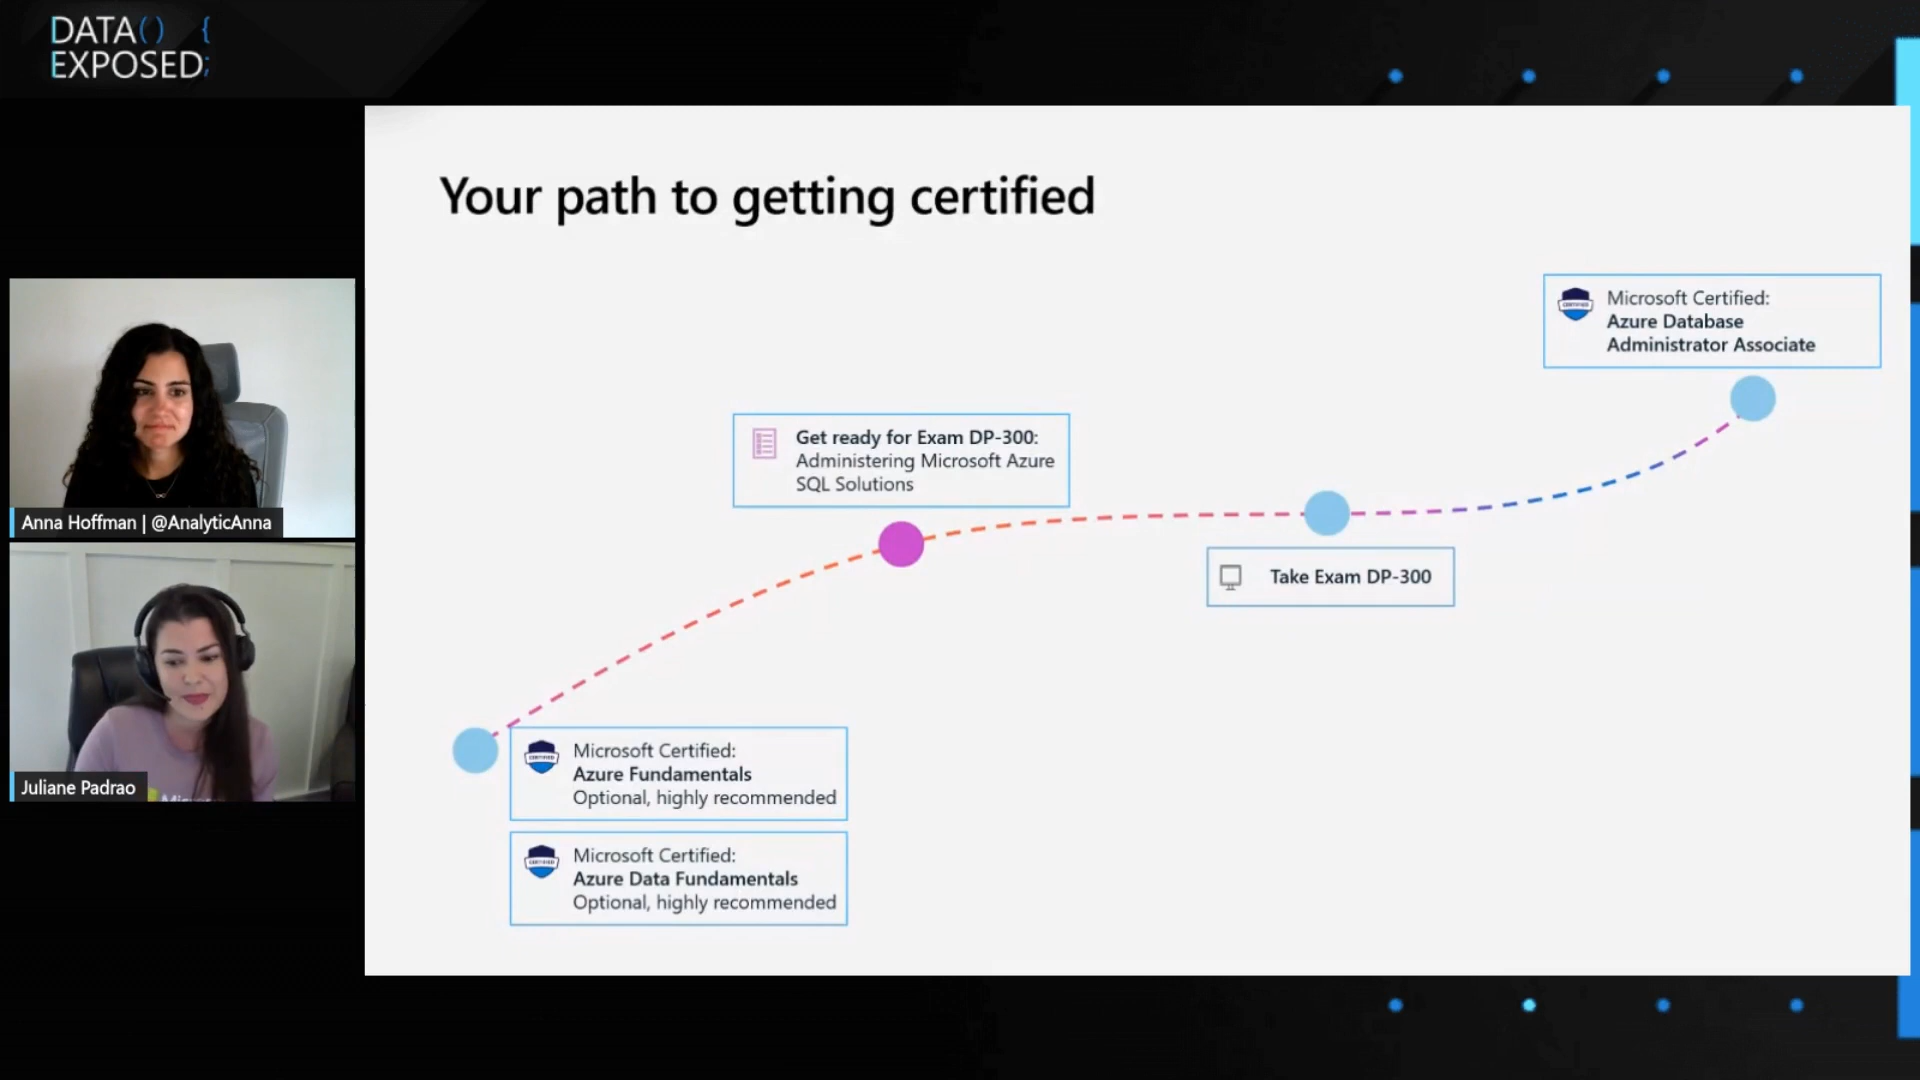 DATA() {
EXPOSED;
Your path to getting certified
Microsoft Certified:
Azure Database
Administrator Associate
Get ready for Exam DP-300:
Administering Microsoft Azure
SQL Solutions
Take Exam DP-300
Anna Hoffman | @AnalyticAnna
Juliane Padrao
Microsoft Certified:
Azure Fundamentals
Optional, highly recommended
Microsoft Certified:
Azure Data Fundamentals
Optional, highly recommended